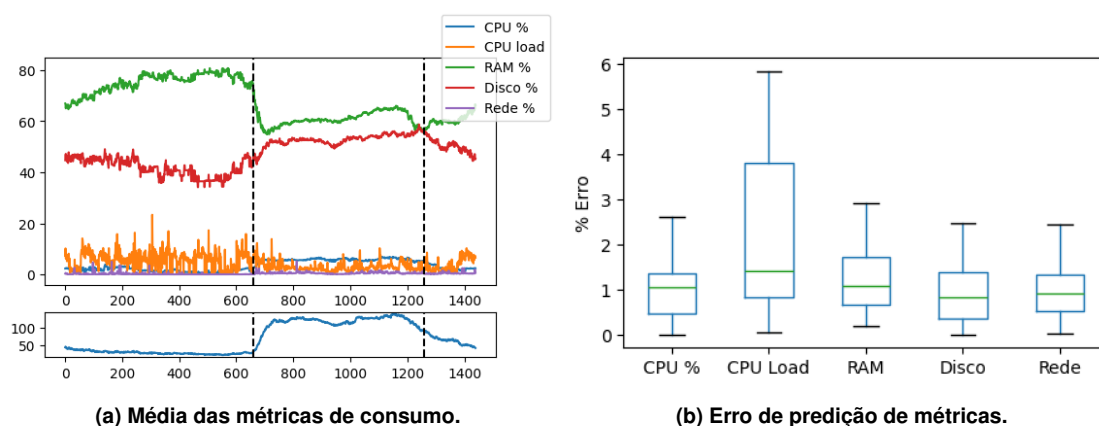 CPU %
CPU load
RAM %
Disco %
Rede %
80
60
40
20
0
0 200 400 600 800 1000 1200 1400
100
50
0 200 400 600 800 1000 1200 1400
(a) Média das métricas de consumo.
% Erro
6
5
4
3
2
1
0
CPU % CPU Load RAM Disco Rede
(b) Erro de predição de métricas.